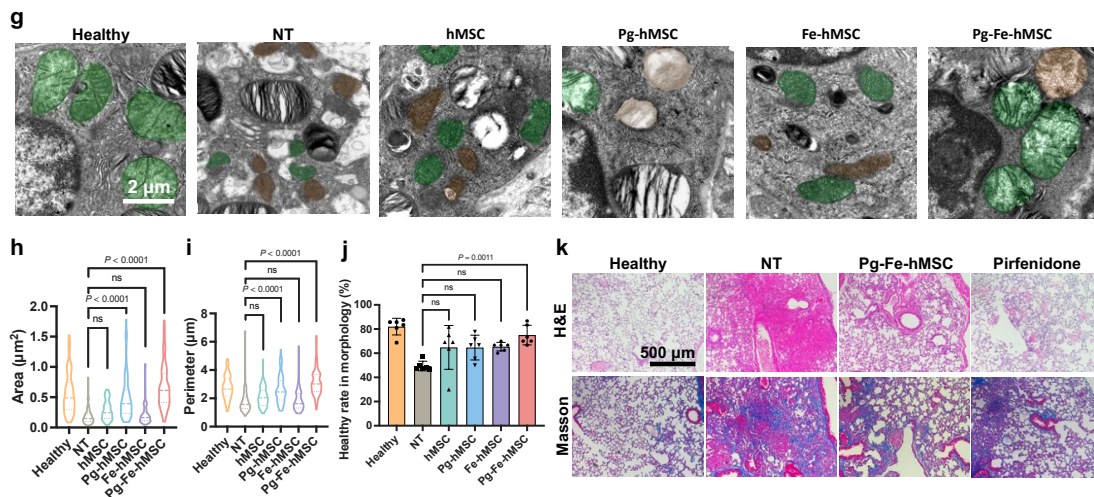 g
Healthy
NT
hMSC
Pg-hMSC
Fe-hMSC
Pg-Fe-hMSC
2 µm
h
P < 0.0001
ns
P < 0.0001
ns
Area (µm²)
2.0
1.5
1.0
0.5
0.0
Healthy
NT
hMSC
Pg-hMSC
Fe-hMSC
Pg-Fe-hMSC
i
P < 0.0001
ns
P < 0.0001
ns
Perimeter (µm)
8
6
4
2
0
Healthy
NT
hMSC
Pg-hMSC
Fe-hMSC
Pg-Fe-hMSC
j
P = 0.0011
ns
ns
ns
Healthy rate in morphology (%)
100
80
60
40
20
0
Healthy
NT
hMSC
Pg-hMSC
Fe-hMSC
Pg-Fe-hMSC
k
Healthy
NT
Pg-Fe-hMSC
Pirfenidone
H&E
500 µm
Masson